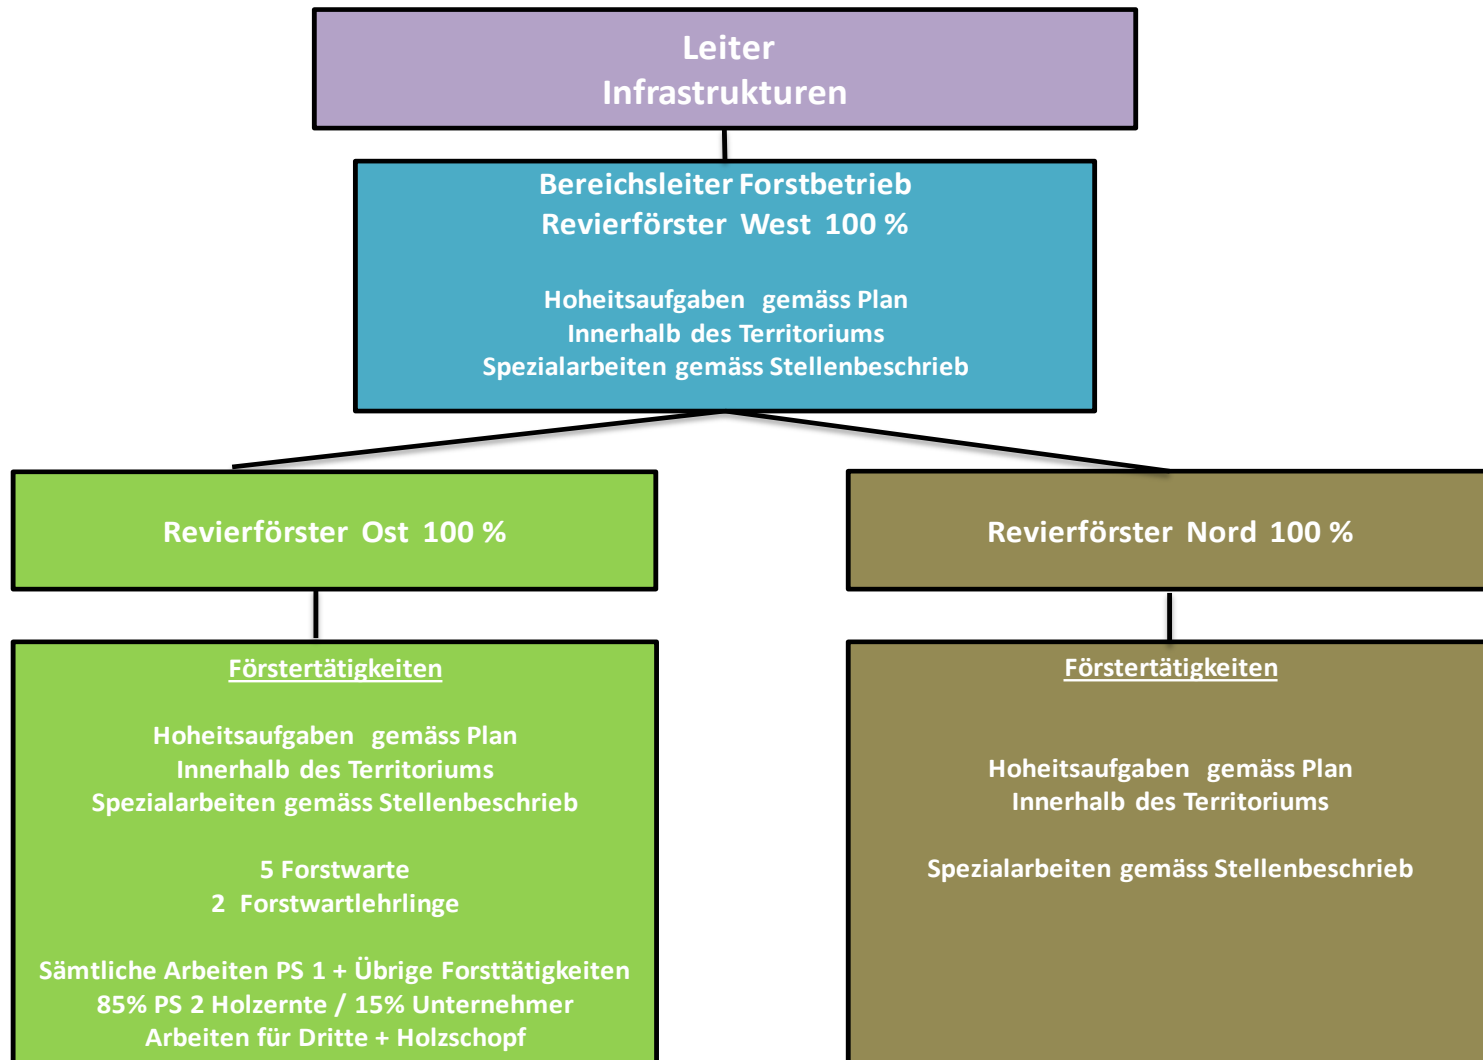 Leiter
Infrastrukturen
Bereichsleiter Forstbetrieb
Revierförster West 100 %
Hoheitsaufgaben gemäss Plan
Innerhalb des Territoriums
Spezialarbeiten gemäss Stellenbeschrieb
Revierförster Ost 100 %
Revierförster Nord 100 %
Förstertätigkeiten
Hoheitsaufgaben gemäss Plan
Innerhalb des Territoriums
Spezialarbeiten gemäss Stellenbeschrieb
5 Forstwarte
2 Forstwartlehrlinge
Sämtliche Arbeiten PS 1 + Übrige Forsttätigkeiten
85% PS 2 Holzernte / 15% Unternehmer
Arbeiten für Dritte + Holzschopf
Förstertätigkeiten
Hoheitsaufgaben gemäss Plan
Innerhalb des Territoriums
Spezialarbeiten gemäss Stellenbeschrieb